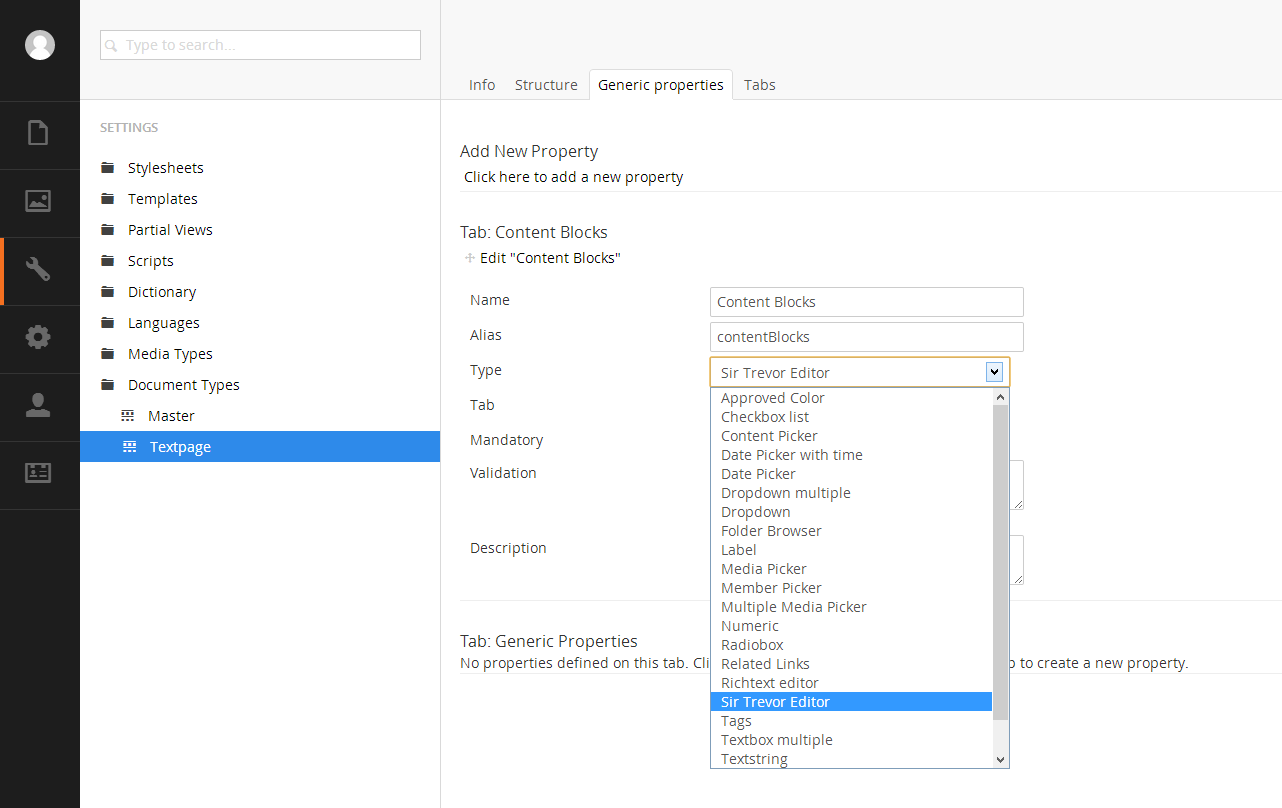 Type to search...
SETTINGS
Stylesheets
Templates
Partial Views
Scripts
Dictionary
Languages
Media Types
Document Types
Master
Textpage
Info Structure Generic properties Tabs
Add New Property
Click here to add a new property
Tab: Content Blocks
Edit "Content Blocks"
Name Content Blocks
Alias contentBlocks
Type Sir Trevor Editor
Tab
Mandatory
Validation
Description
Approved Color
Checkbox list
Content Picker
Date Picker with time
Date Picker
Dropdown multiple
Dropdown
Folder Browser
Label
Media Picker
Member Picker
Multiple Media Picker
Numeric
Radiobox
Related Links
Richtext editor
Sir Trevor Editor
Tags
Textbox multiple
Textstring
Tab: Generic Properties
No properties defined on this tab. to create a new property.